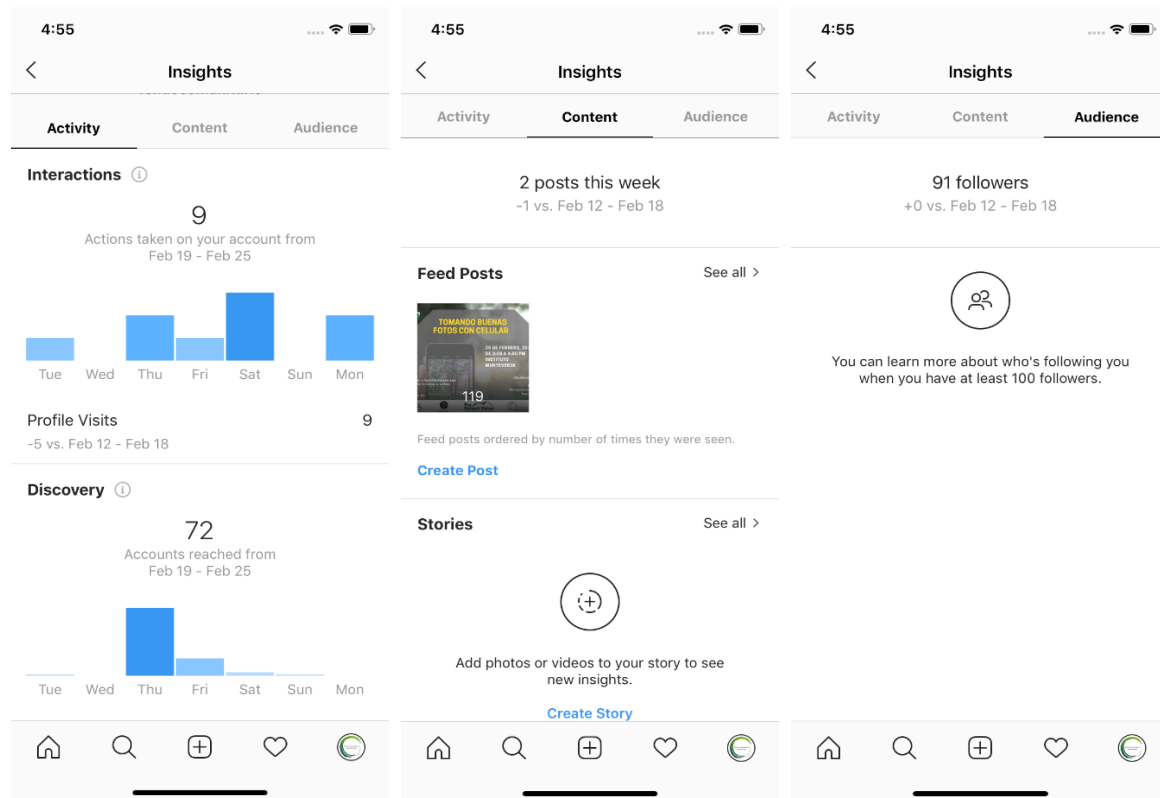 4:55
Insights
Activity Content Audience
Interactions
9
Actions taken on your account from
Feb 19 - Feb 25
Tue Wed Thu Fri Sat Sun Mon
Profile Visits 9
-5 vs. Feb 12 - Feb 18
Discovery
72
Accounts reached from
Feb 19 - Feb 25
Tue Wed Thu Fri Sat Sun Mon
4:55
Insights
Activity Content Audience
2 posts this week
-1 vs. Feb 12 - Feb 18
Feed Posts See all >
TOMANDO BUENAS
FOTOS CON CELULAR
DE 3:00 A 4:00 PM
INSTITUTO
MONTEVERDE
119
Feed posts ordered by number of times they were seen.
Create Post
Stories See all >
Add photos or videos to your story to see
new insights.
Create Story
4:55
Insights
Activity Content Audience
91 followers
+0 vs. Feb 12 - Feb 18
You can learn more about who's following you
when you have at least 100 followers.